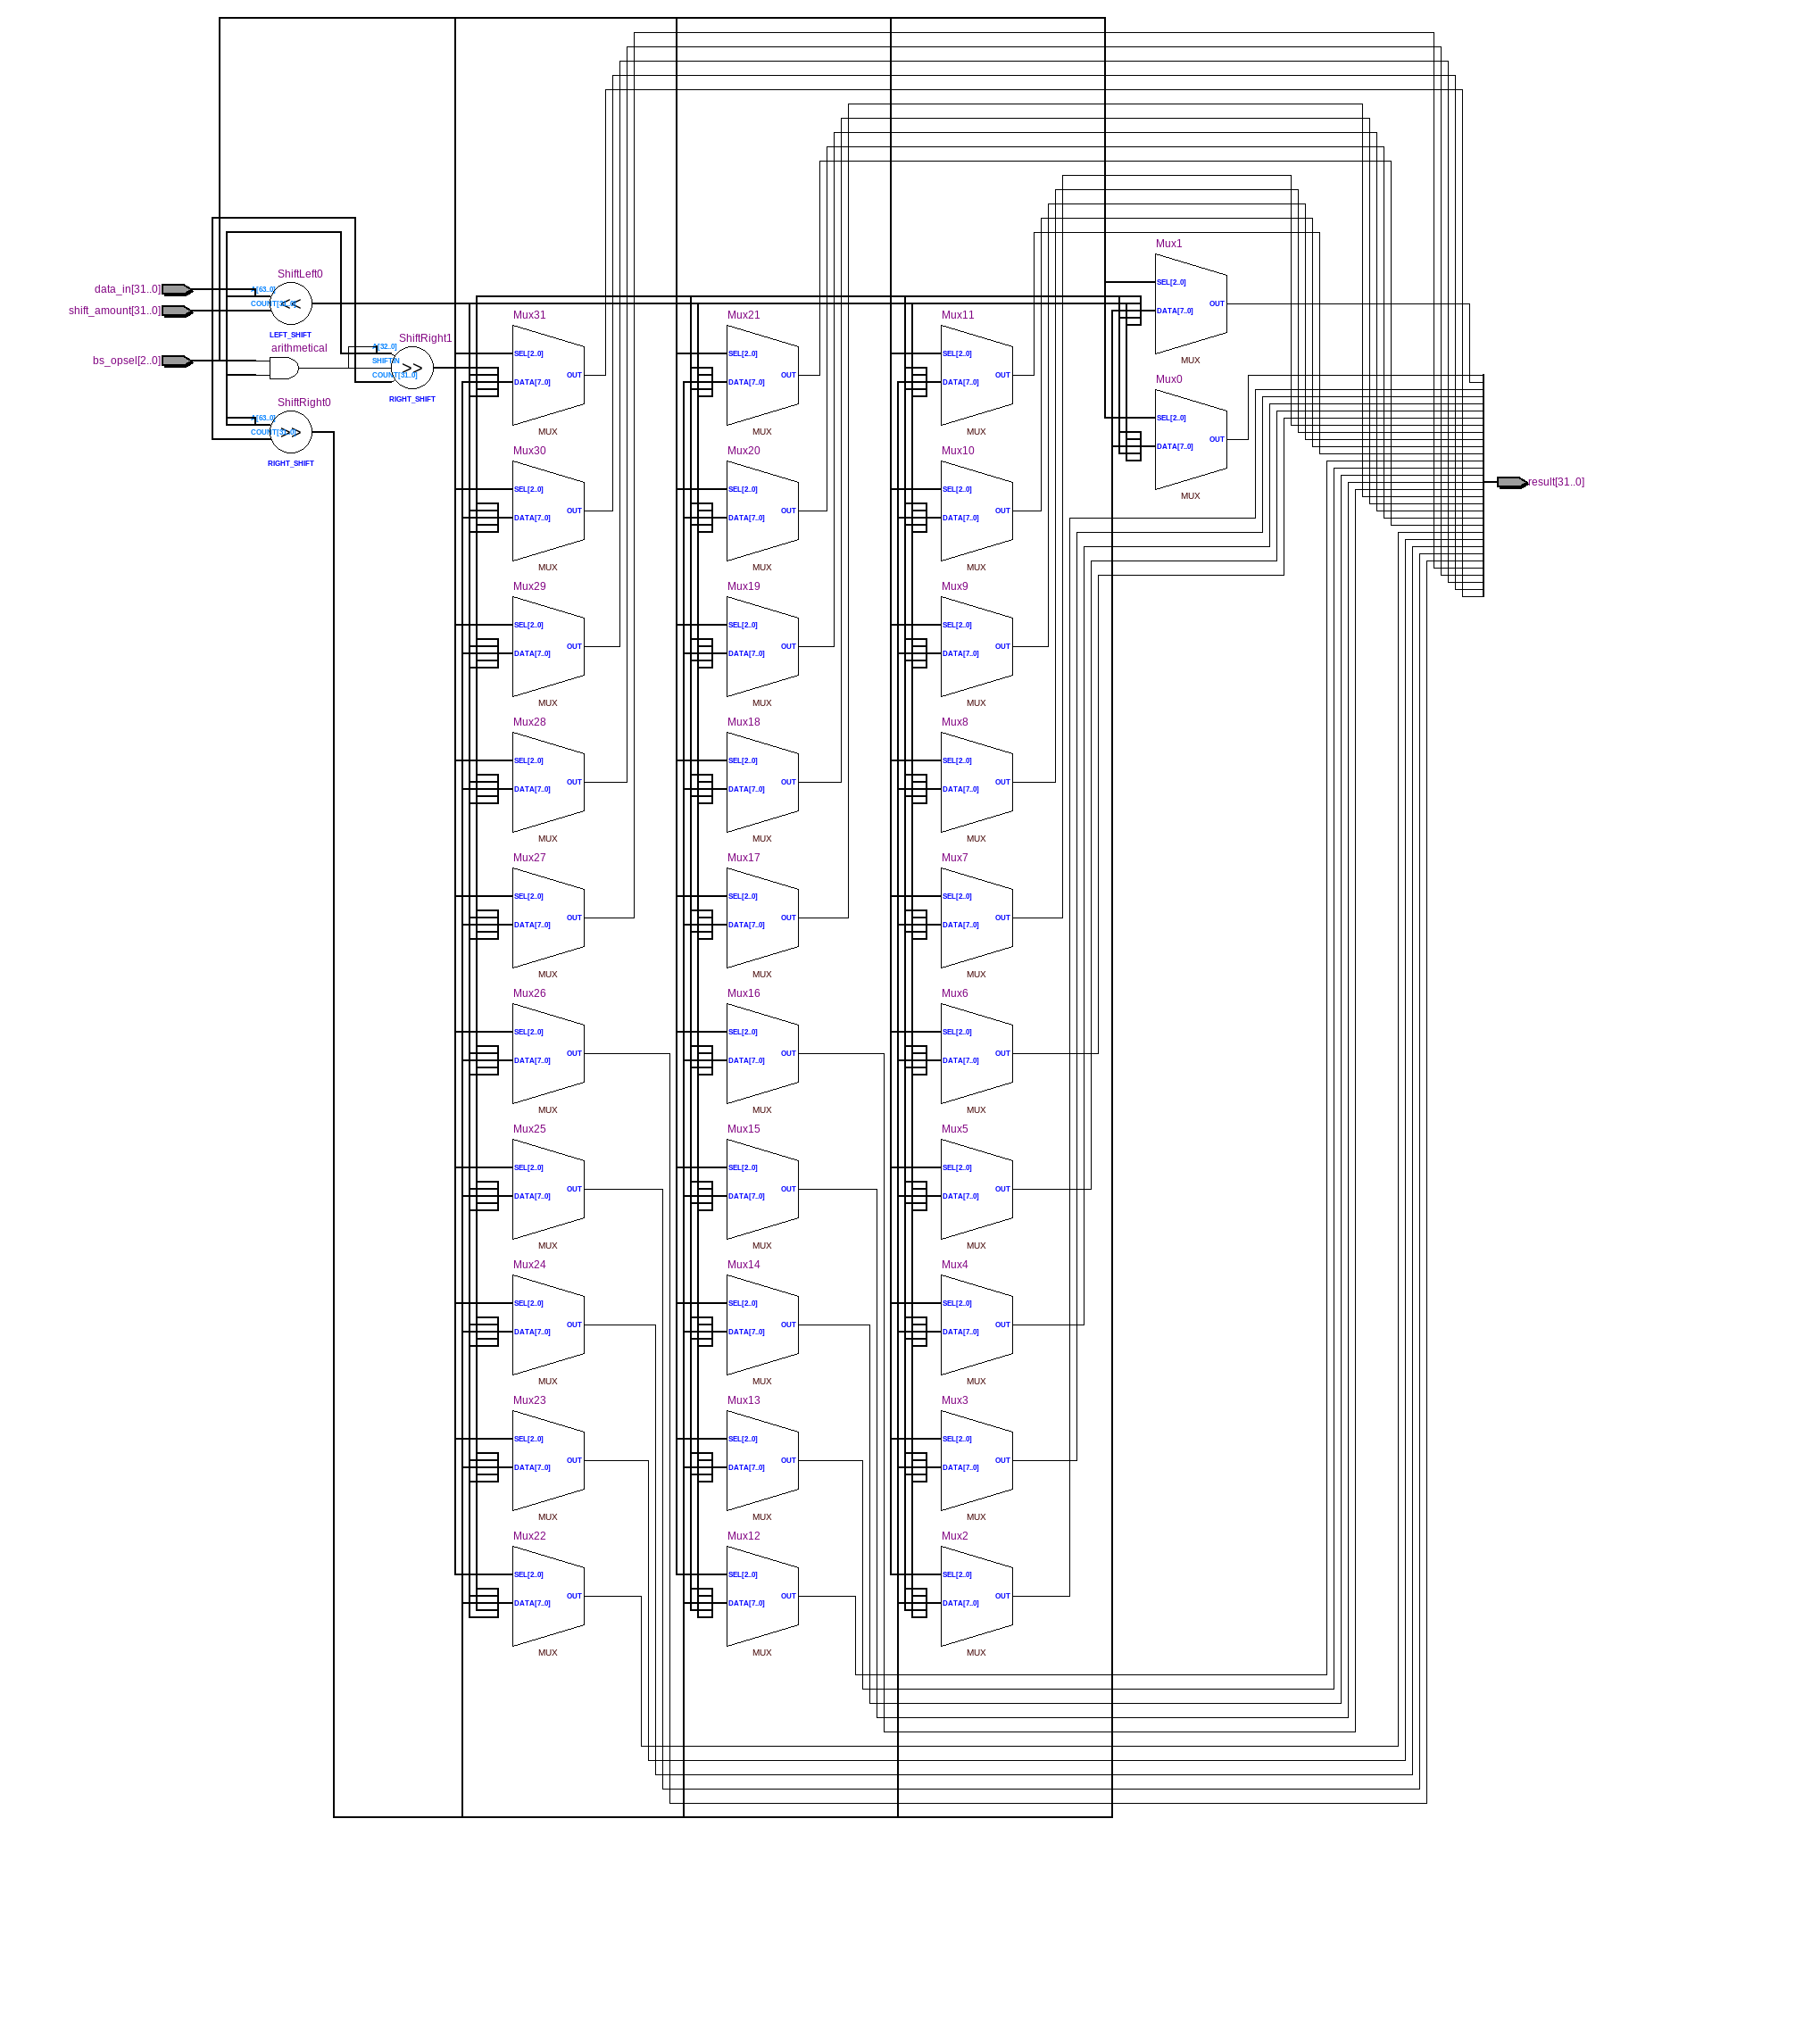 data_in[31..0]
shift_amount[31..0]
bs_opsel[2..0]
ShiftLeft0
<<
LEFT_SHIFT
arithmetical
ShiftRight0
>>
RIGHT_SHIFT
ShiftRight1
SHIFTIN
COUNT[31..0]
>>
RIGHT_SHIFT
Mux31
SEL[2..0]
DATA[7..0]
OUT
MUX
Mux30
SEL[2..0]
DATA[7..0]
OUT
MUX
Mux29
SEL[2..0]
DATA[7..0]
OUT
MUX
Mux28
SEL[2..0]
DATA[7..0]
OUT
MUX
Mux27
SEL[2..0]
DATA[7..0]
OUT
MUX
Mux26
SEL[2..0]
DATA[7..0]
OUT
MUX
Mux25
SEL[2..0]
DATA[7..0]
OUT
MUX
Mux24
SEL[2..0]
DATA[7..0]
OUT
MUX
Mux23
SEL[2..0]
DATA[7..0]
OUT
MUX
Mux22
SEL[2..0]
DATA[7..0]
OUT
MUX
Mux21
SEL[2..0]
DATA[7..0]
OUT
MUX
Mux20
SEL[2..0]
DATA[7..0]
OUT
MUX
Mux19
SEL[2..0]
DATA[7..0]
OUT
MUX
Mux18
SEL[2..0]
DATA[7..0]
OUT
MUX
Mux17
SEL[2..0]
DATA[7..0]
OUT
MUX
Mux16
SEL[2..0]
DATA[7..0]
OUT
MUX
Mux15
SEL[2..0]
DATA[7..0]
OUT
MUX
Mux14
SEL[2..0]
DATA[7..0]
OUT
MUX
Mux13
SEL[2..0]
DATA[7..0]
OUT
MUX
Mux12
SEL[2..0]
DATA[7..0]
OUT
MUX
Mux11
SEL[2..0]
DATA[7..0]
OUT
MUX
Mux10
SEL[2..0]
DATA[7..0]
OUT
MUX
Mux9
SEL[2..0]
DATA[7..0]
OUT
MUX
Mux8
SEL[2..0]
DATA[7..0]
OUT
MUX
Mux7
SEL[2..0]
DATA[7..0]
OUT
MUX
Mux6
SEL[2..0]
DATA[7..0]
OUT
MUX
Mux5
SEL[2..0]
DATA[7..0]
OUT
MUX
Mux4
SEL[2..0]
DATA[7..0]
OUT
MUX
Mux3
SEL[2..0]
DATA[7..0]
OUT
MUX
Mux2
SEL[2..0]
DATA[7..0]
OUT
MUX
Mux1
SEL[2..0]
DATA[7..0]
OUT
MUX
Mux0
SEL[2..0]
DATA[7..0]
OUT
MUX
result[31..0]